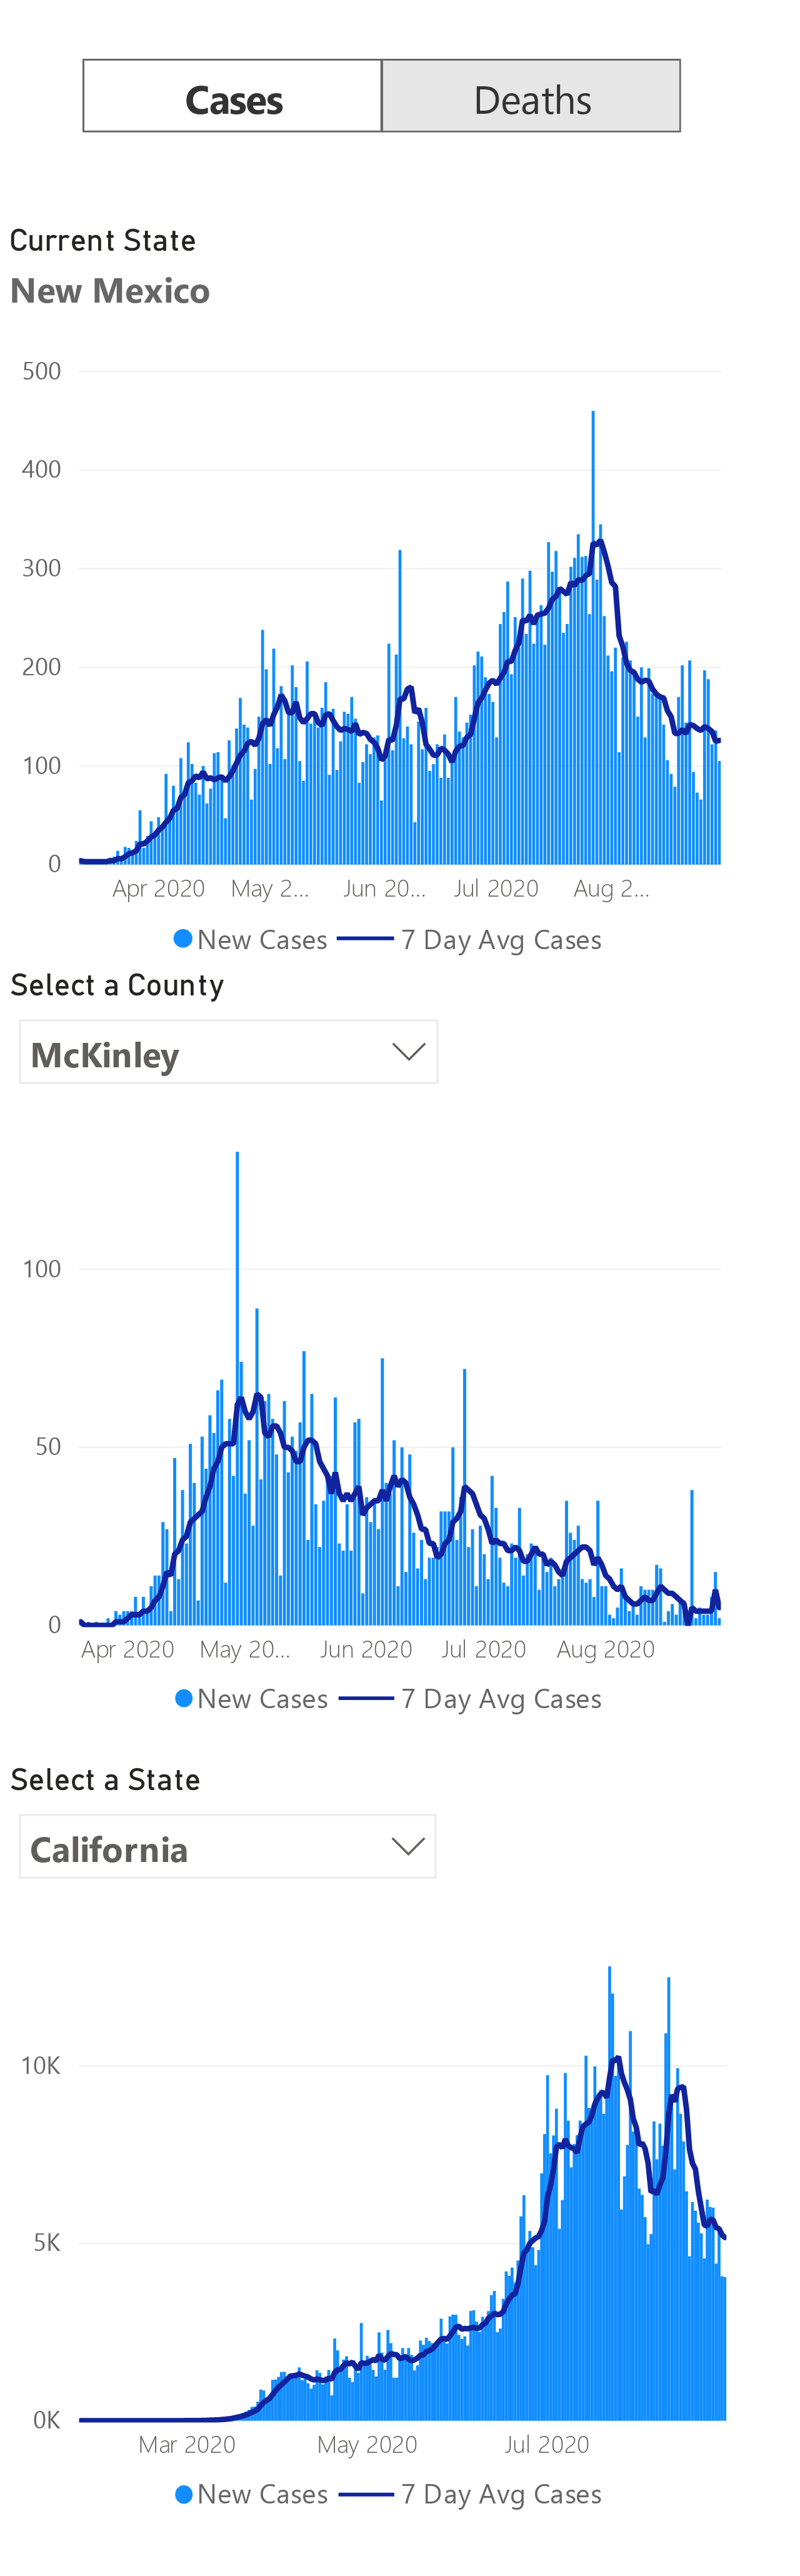 Cases Deaths
Current State
New Mexico
500
400
300
200
100
0
Apr 2020 May 2... Jun 20... Jul 2020 Aug 2...
New Cases 7 Day Avg Cases
Select a County
McKinley
100
50
0
Apr 2020 May 20... Jun 2020 Jul 2020 Aug 2020
New Cases 7 Day Avg Cases
Select a State
California
10K
5K
0K
Mar 2020 May 2020 Jul 2020
New Cases 7 Day Avg Cases